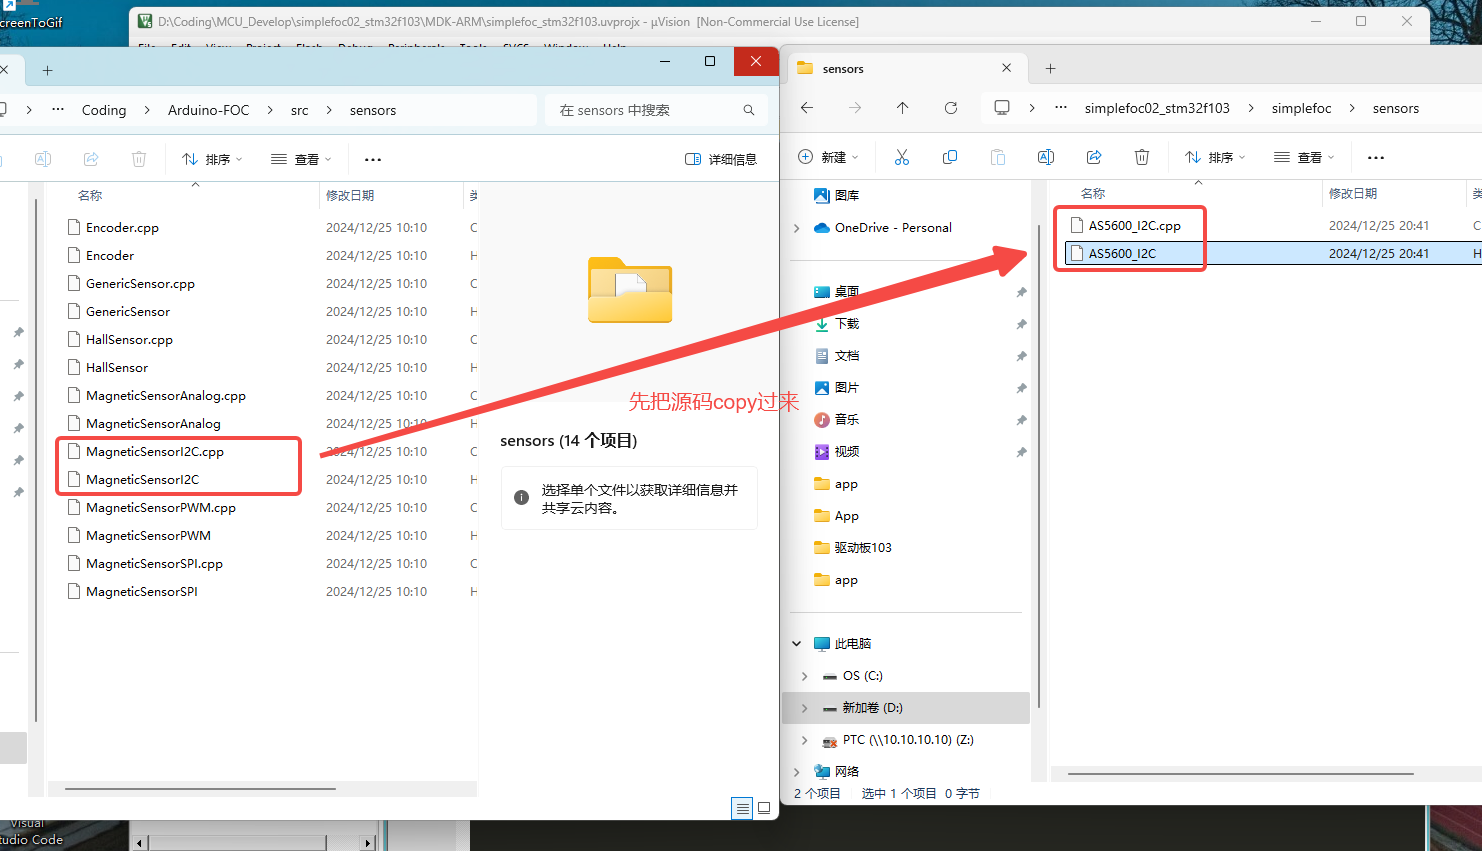 creenToGif
D:\Coding\MCU_Develop\simplefoc02_stm32f103\MDK-ARM\simplefoc_stm32f103.uvprojx - µVision [Non-Commercial Use License]
File Edit View Project Flash Debug Peripherals Tools SVCS Window Help
Coding Arduino-FOC src sensors
在 sensors 中搜索
排序 查看 详细信息
名称 修改日期 类
Encoder.cpp 2024/12/25 10:10 C
Encoder 2024/12/25 10:10 H
GenericSensor.cpp 2024/12/25 10:10 C
GenericSensor 2024/12/25 10:10 H
HallSensor.cpp 2024/12/25 10:10 C
HallSensor 2024/12/25 10:10 H
MagneticSensorAnalog.cpp 2024/12/25 10:10 C
MagneticSensorAnalog 2024/12/25 10:10 H
MagneticSensorI2C.cpp 2024/12/25 10:10 C
MagneticSensorI2C 2024/12/25 10:10 H
MagneticSensorPWM.cpp 2024/12/25 10:10 C
MagneticSensorPWM 2024/12/25 10:10 H
MagneticSensorSPI.cpp 2024/12/25 10:10 C
MagneticSensorSPI 2024/12/25 10:10 H
先把源码copy过来
sensors (14 个项目)
选择单个文件以获取详细信息并
共享云内容。
sensors
simplefoc02_stm32f103 simplefoc sensors
新建 排序 查看
图库
OneDrive - Personal
桌面
下载
文档
图片
音乐
视频
app
App
驱动板103
app
此电脑
OS (C:)
新加卷 (D:)
PTC (\\10.10.10.10) (Z:)
网络
名称 修改日期 类
AS5600_I2C.cpp 2024/12/25 20:41 C
AS5600_I2C 2024/12/25 20:41 H
2 个项目 选中 1 个项目 0 字节
Visual
tudio Code